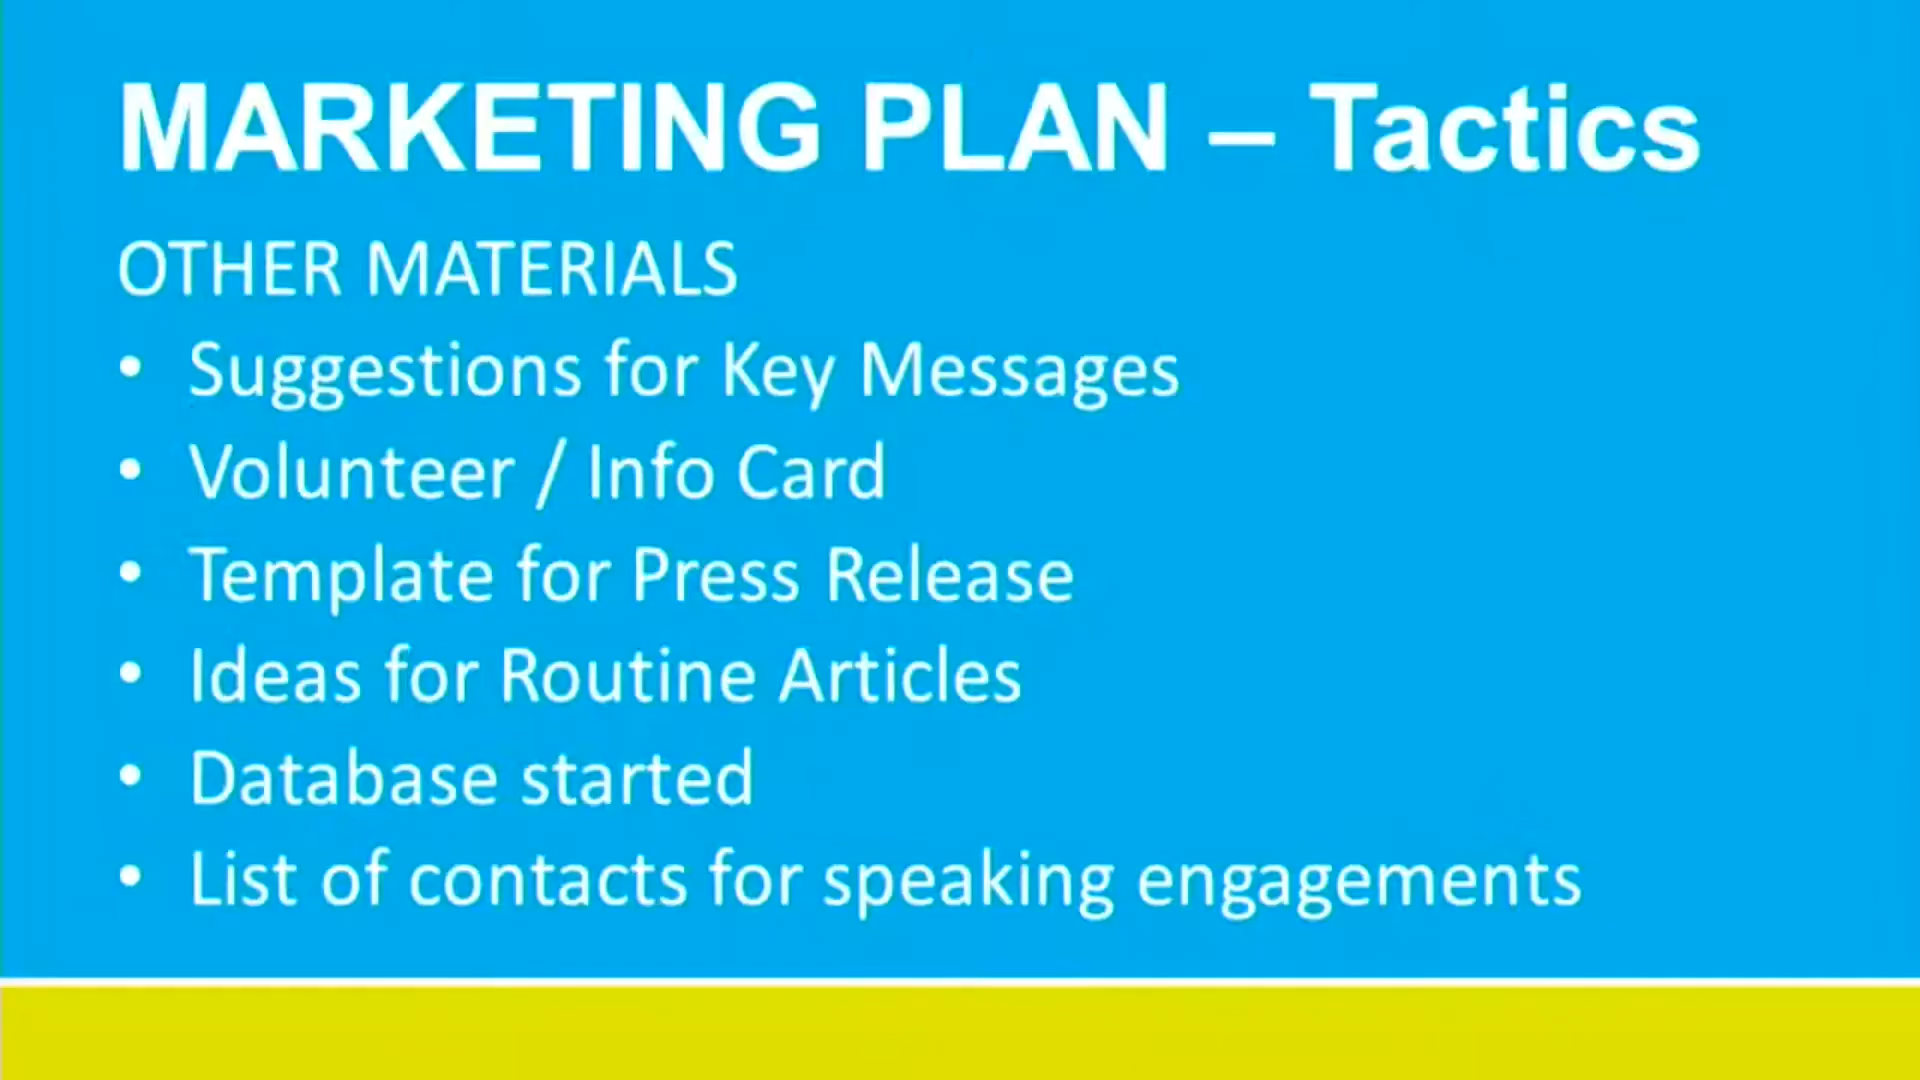 MARKETING PLAN – Tactics
OTHER MATERIALS
• Suggestions for Key Messages
• Volunteer / Info Card
• Template for Press Release
• Ideas for Routine Articles
• Database started
• List of contacts for speaking engagements